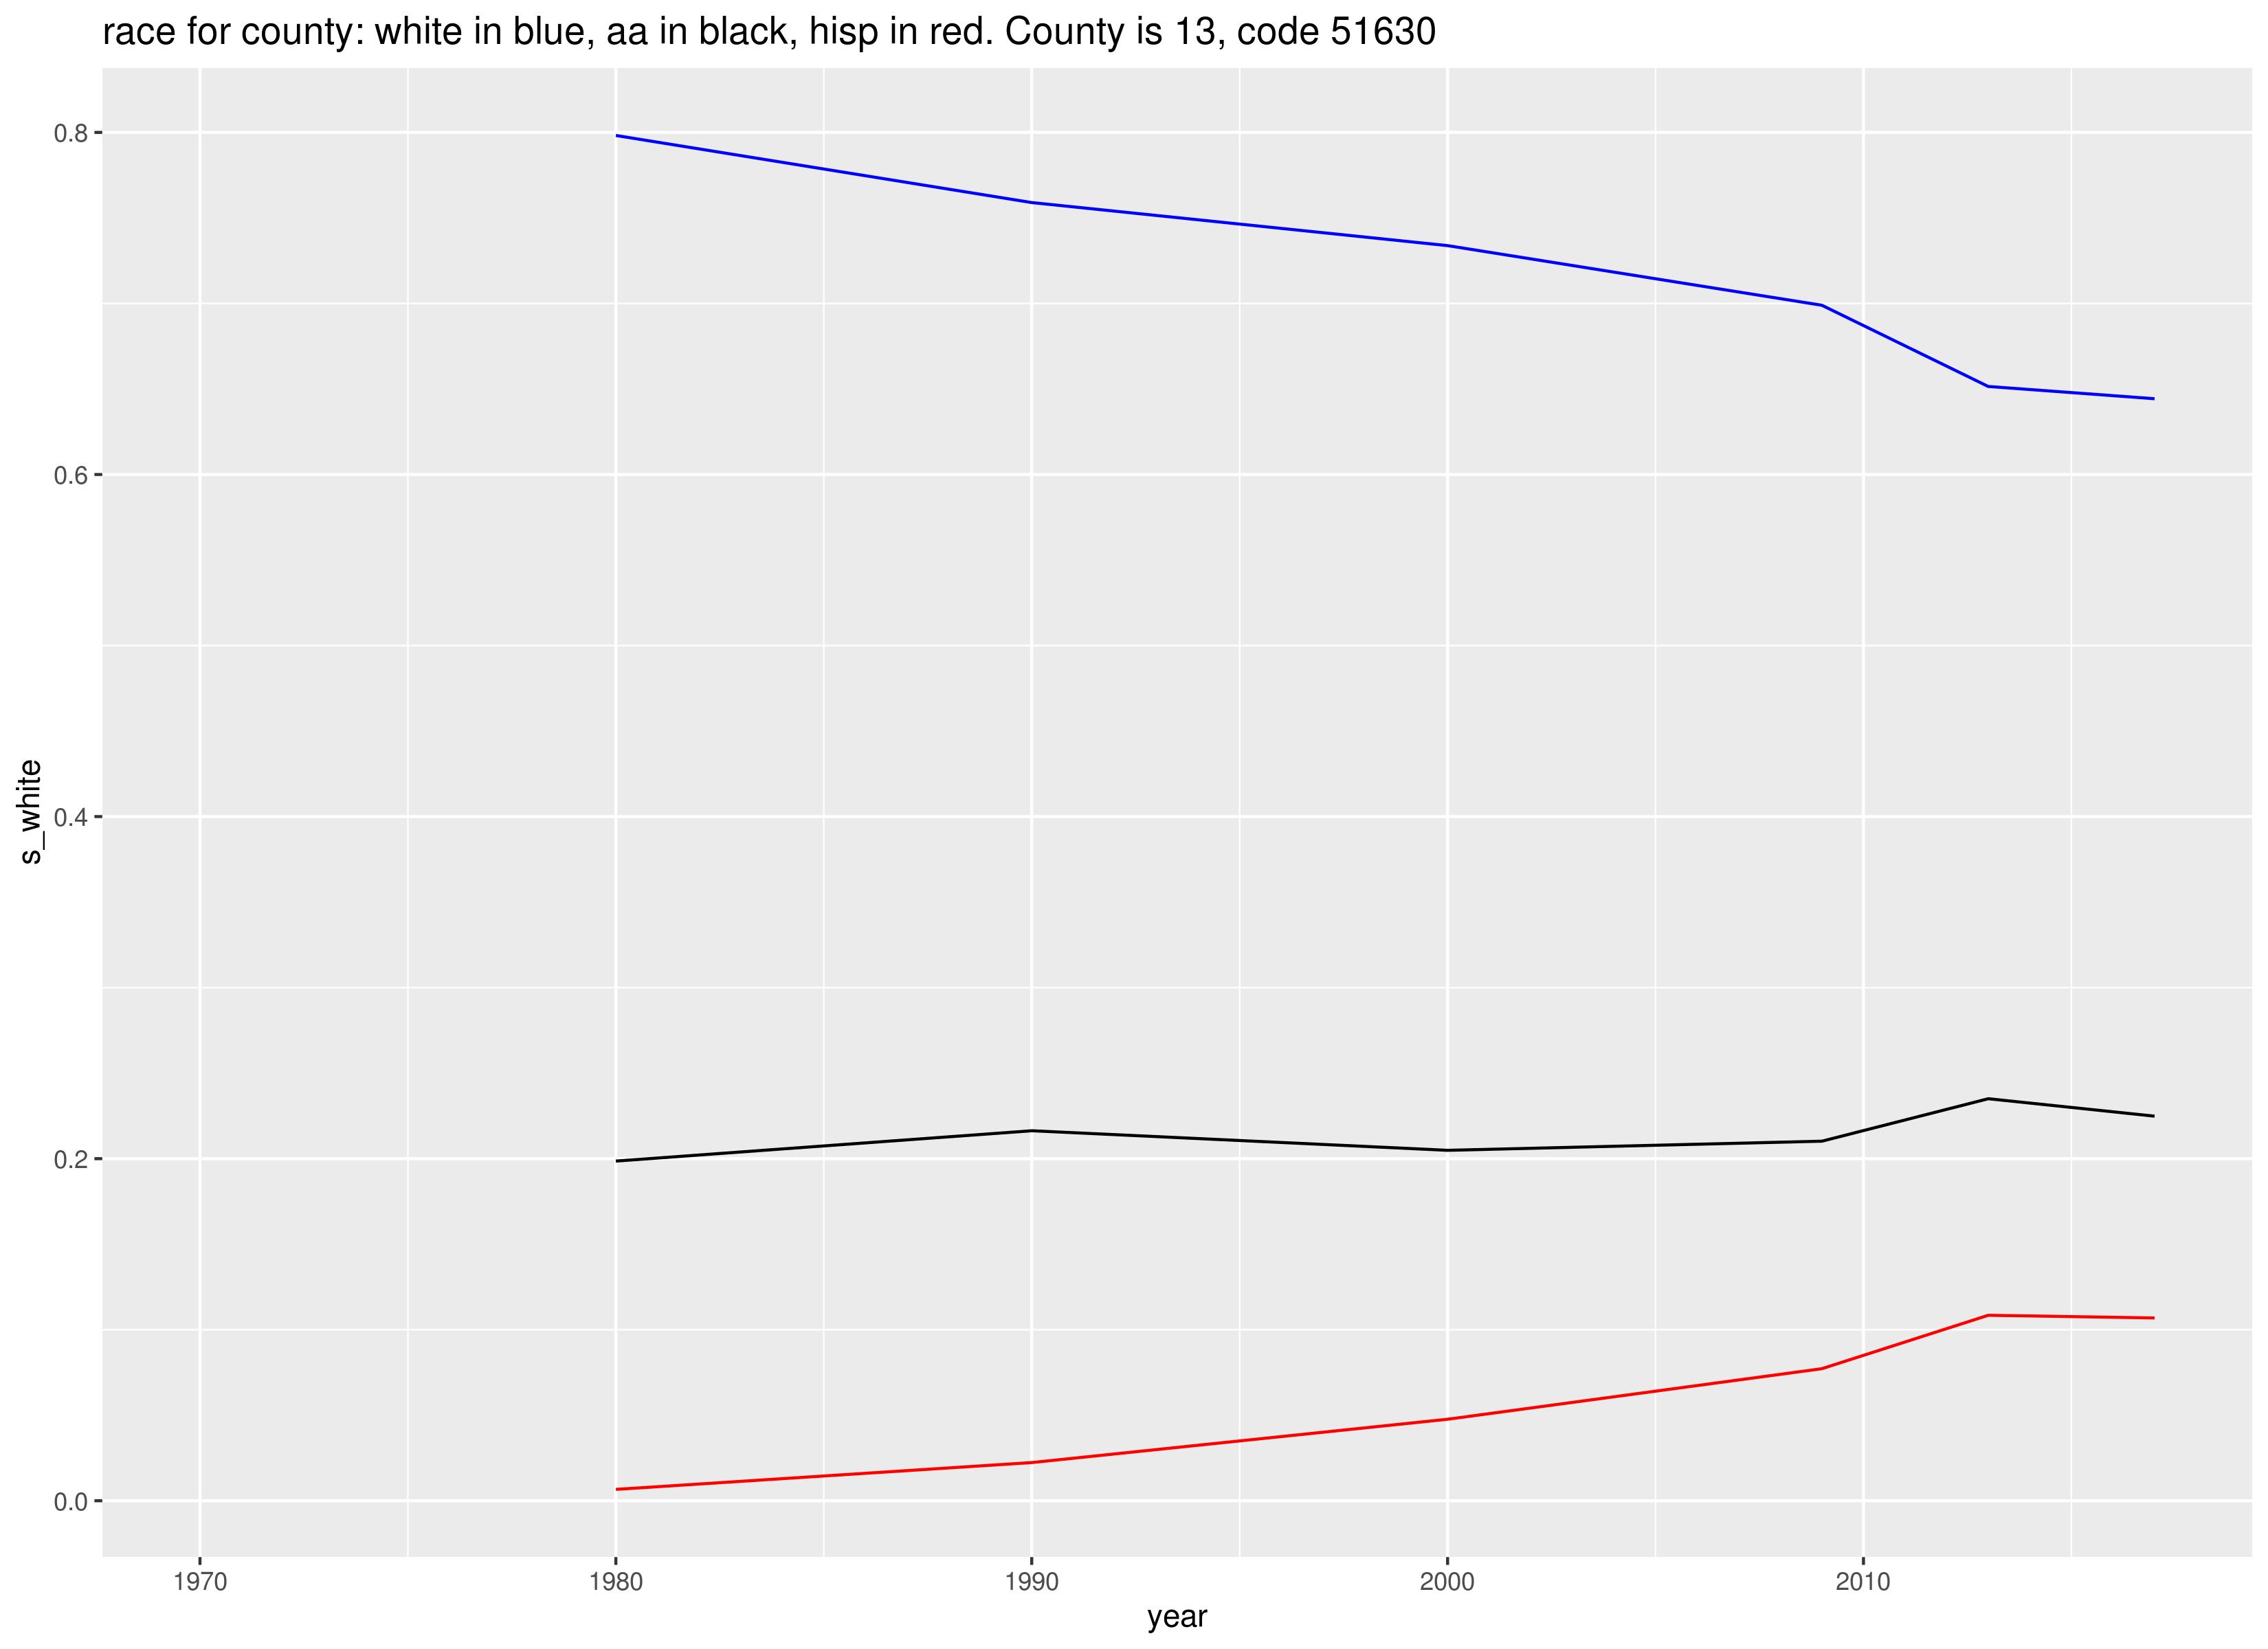 race for county: white in blue, aa in black, hisp in red. County is 13, code 51630
0.8
0.6
0.4
0.2
0.0
s_white
1970 1980 1990 2000 2010
year